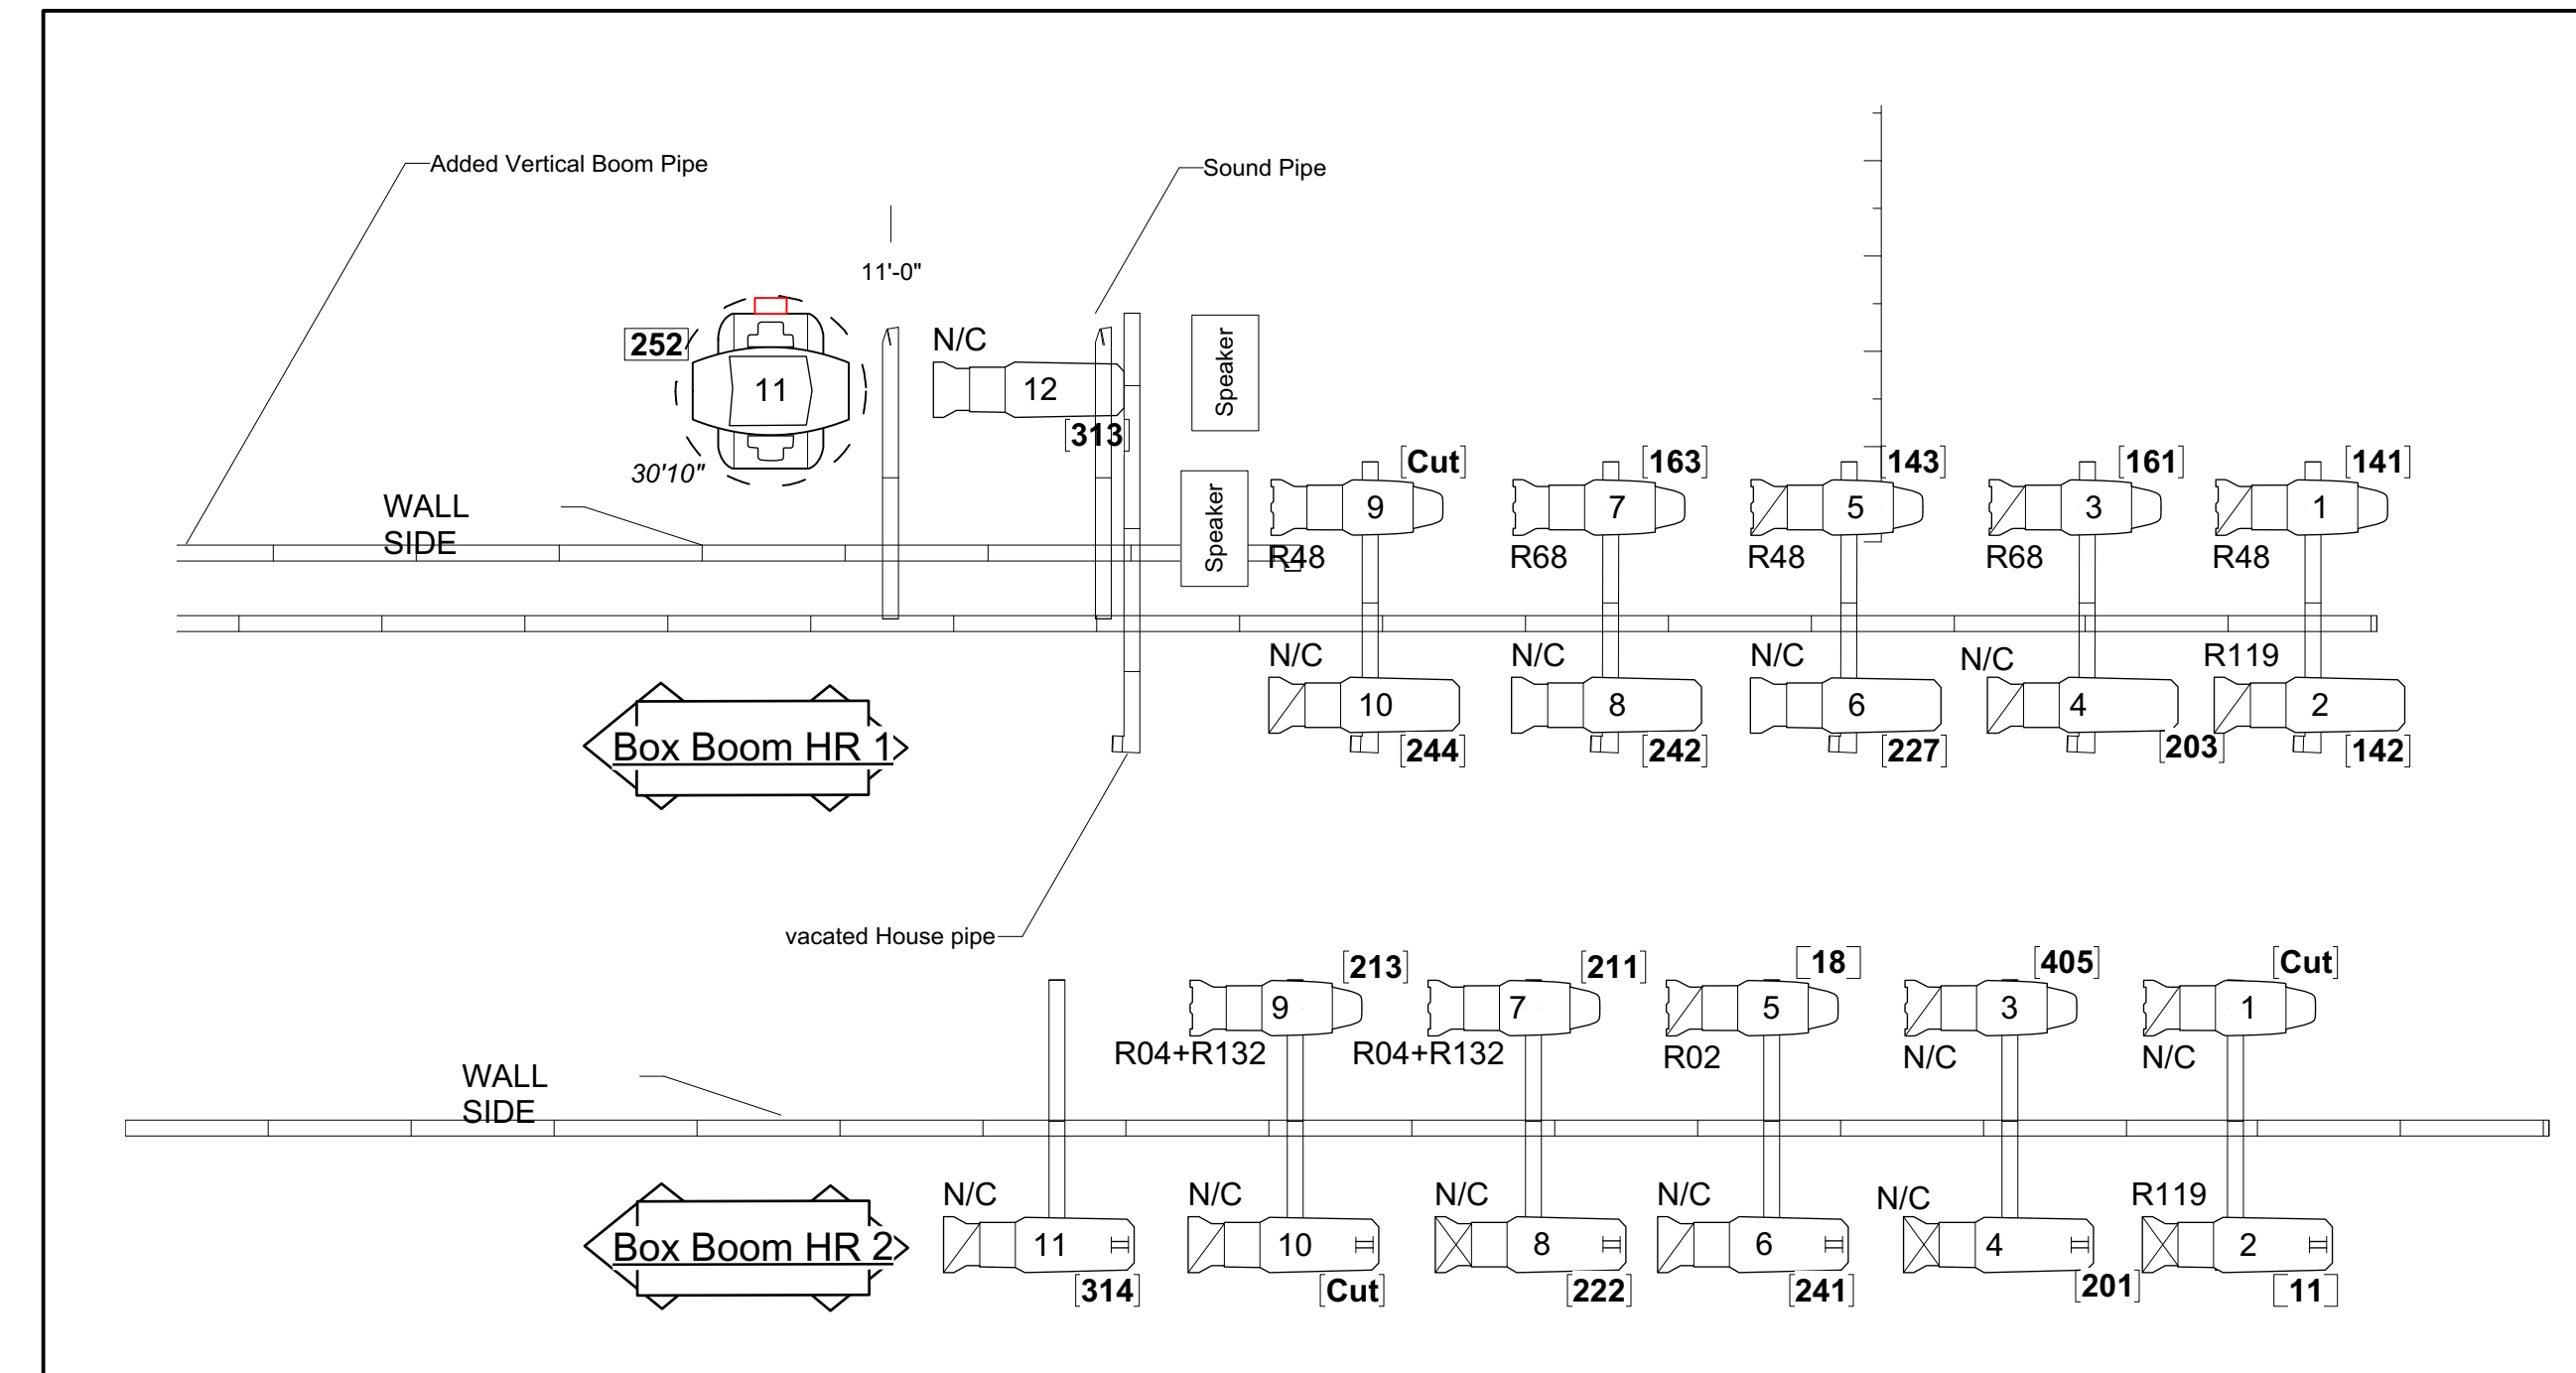 Added Vertical Boom Pipe
Sound Pipe
11'-0"
252
11
30'10"
N/C
12
[313]
Speaker
Speaker
WALL
SIDE
[Cut]
9
R48
[163]
7
R68
[143]
5
R48
[161]
3
R68
[141]
1
R48
N/C
10
[244]
N/C
8
[242]
N/C
6
[227]
N/C
4
[203]
R119
2
[142]
Box Boom HR 1
vacated House pipe
[213]
9
R04+R132
[211]
7
R04+R132
[18]
5
R02
[405]
3
N/C
[Cut]
1
N/C
WALL
SIDE
Box Boom HR 2
N/C
11
[314]
N/C
10
[Cut]
N/C
8
[222]
N/C
6
[241]
N/C
4
[201]
R119
2
[11]